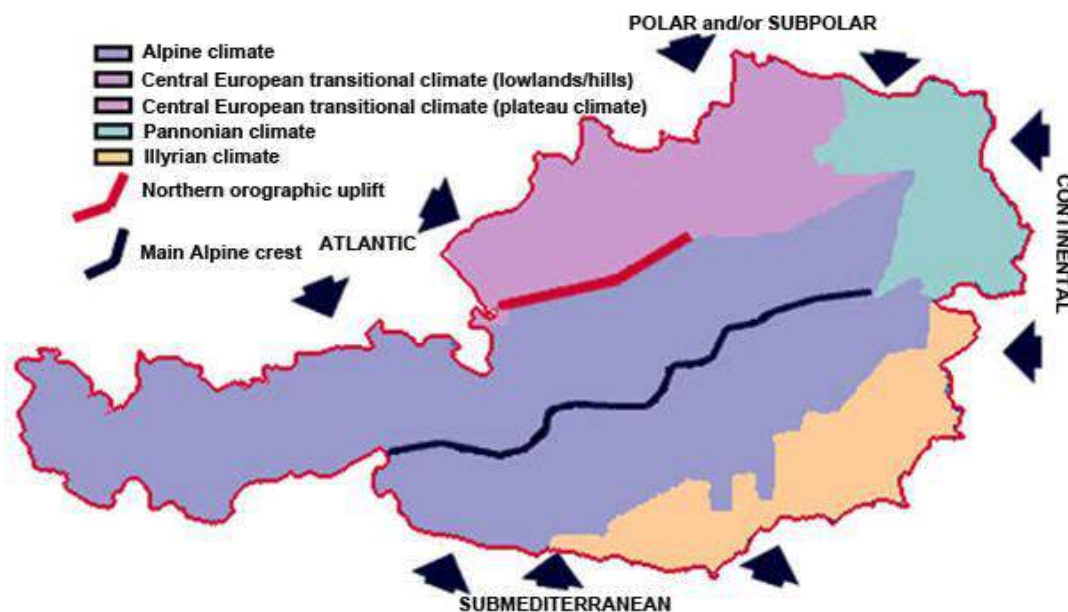 POLAR and/or SUBPOLAR
Alpine climate
Central European transitional climate (lowlands/hills)
Central European transitional climate (plateau climate)
Pannonian climate
Illyrian climate
Northern orographic uplift
ATLANTIC
Main Alpine crest
CONTINENTAL
SUBMEDITERRANEAN